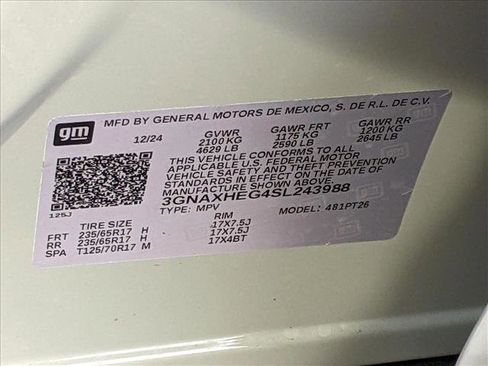 gm
MFD BY GENERAL MOTORS DE MEXICO, S. DE R.L. DE C.V.
12/24 GVWR GAWR FRT GAWR RR
2100 KG 1175 KG 1200 KG
4629 LB 2590 LB 2645 LB
THIS VEHICLE CONFORMS TO ALL
APPLICABLE U.S. FEDERAL MOTOR
VEHICLE SAFETY AND THEFT PREVENTION
STANDARDS IN EFFECT ON THE DATE OF
MANUFACTURE SHOWN ABOVE.
3GNAXHEG4SL243988
TYPE: MPV MODEL: 481PT26
125J
TIRE SIZE RIM
FRT 235/65R17 H 17X7.5J
RR 235/65R17 H 17X7.5J
SPA T125/70R17 M 17X4BT